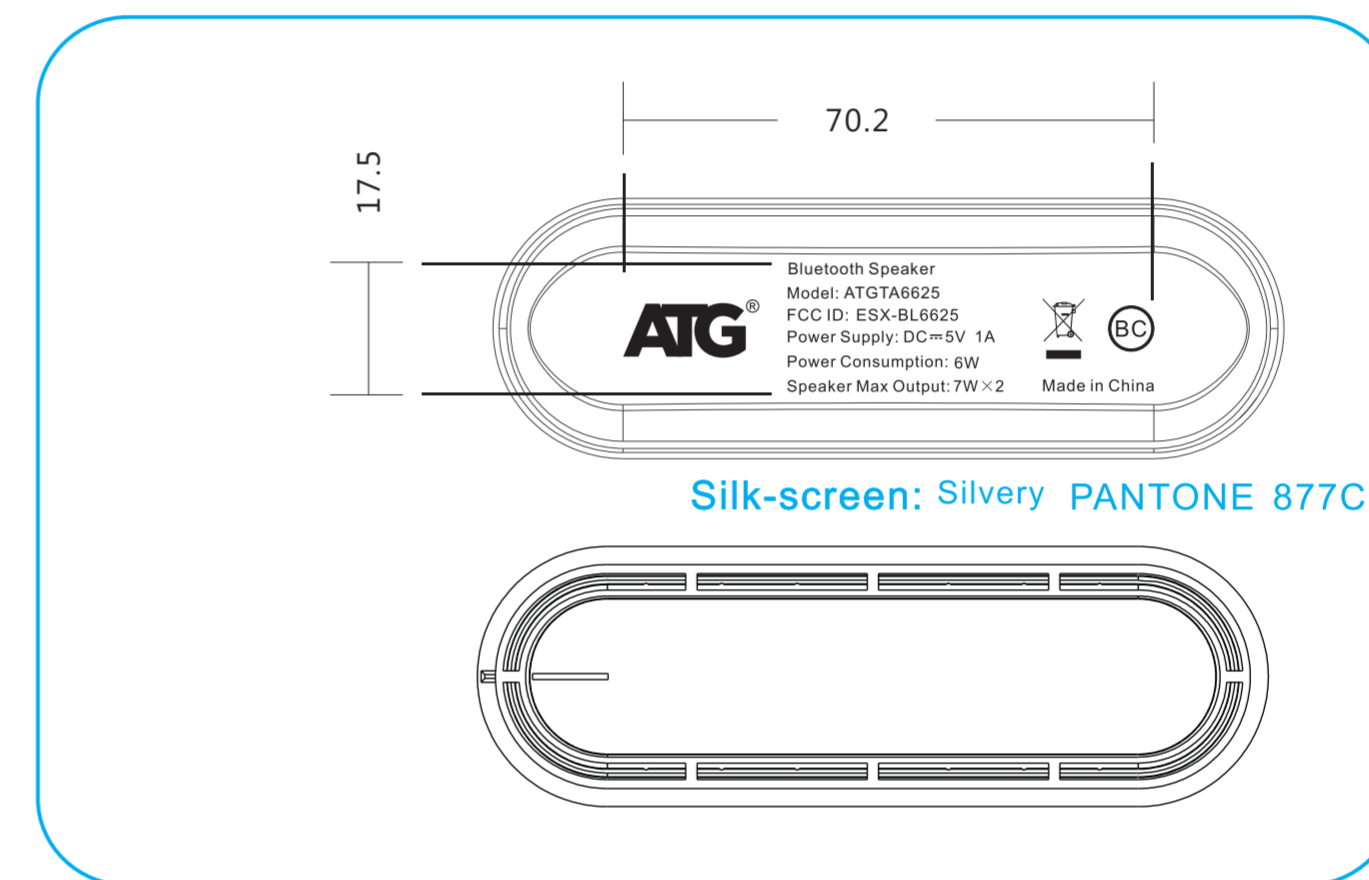 70.2
17.5
ATG®
Bluetooth Speaker
Model: ATGTA6625
FCC ID: ESX-BL6625
Power Supply: DC⎓5V 1A
Power Consumption: 6W
Speaker Max Output: 7W×2
BC
Made in China
Silk-screen: Silvery PANTONE 877C